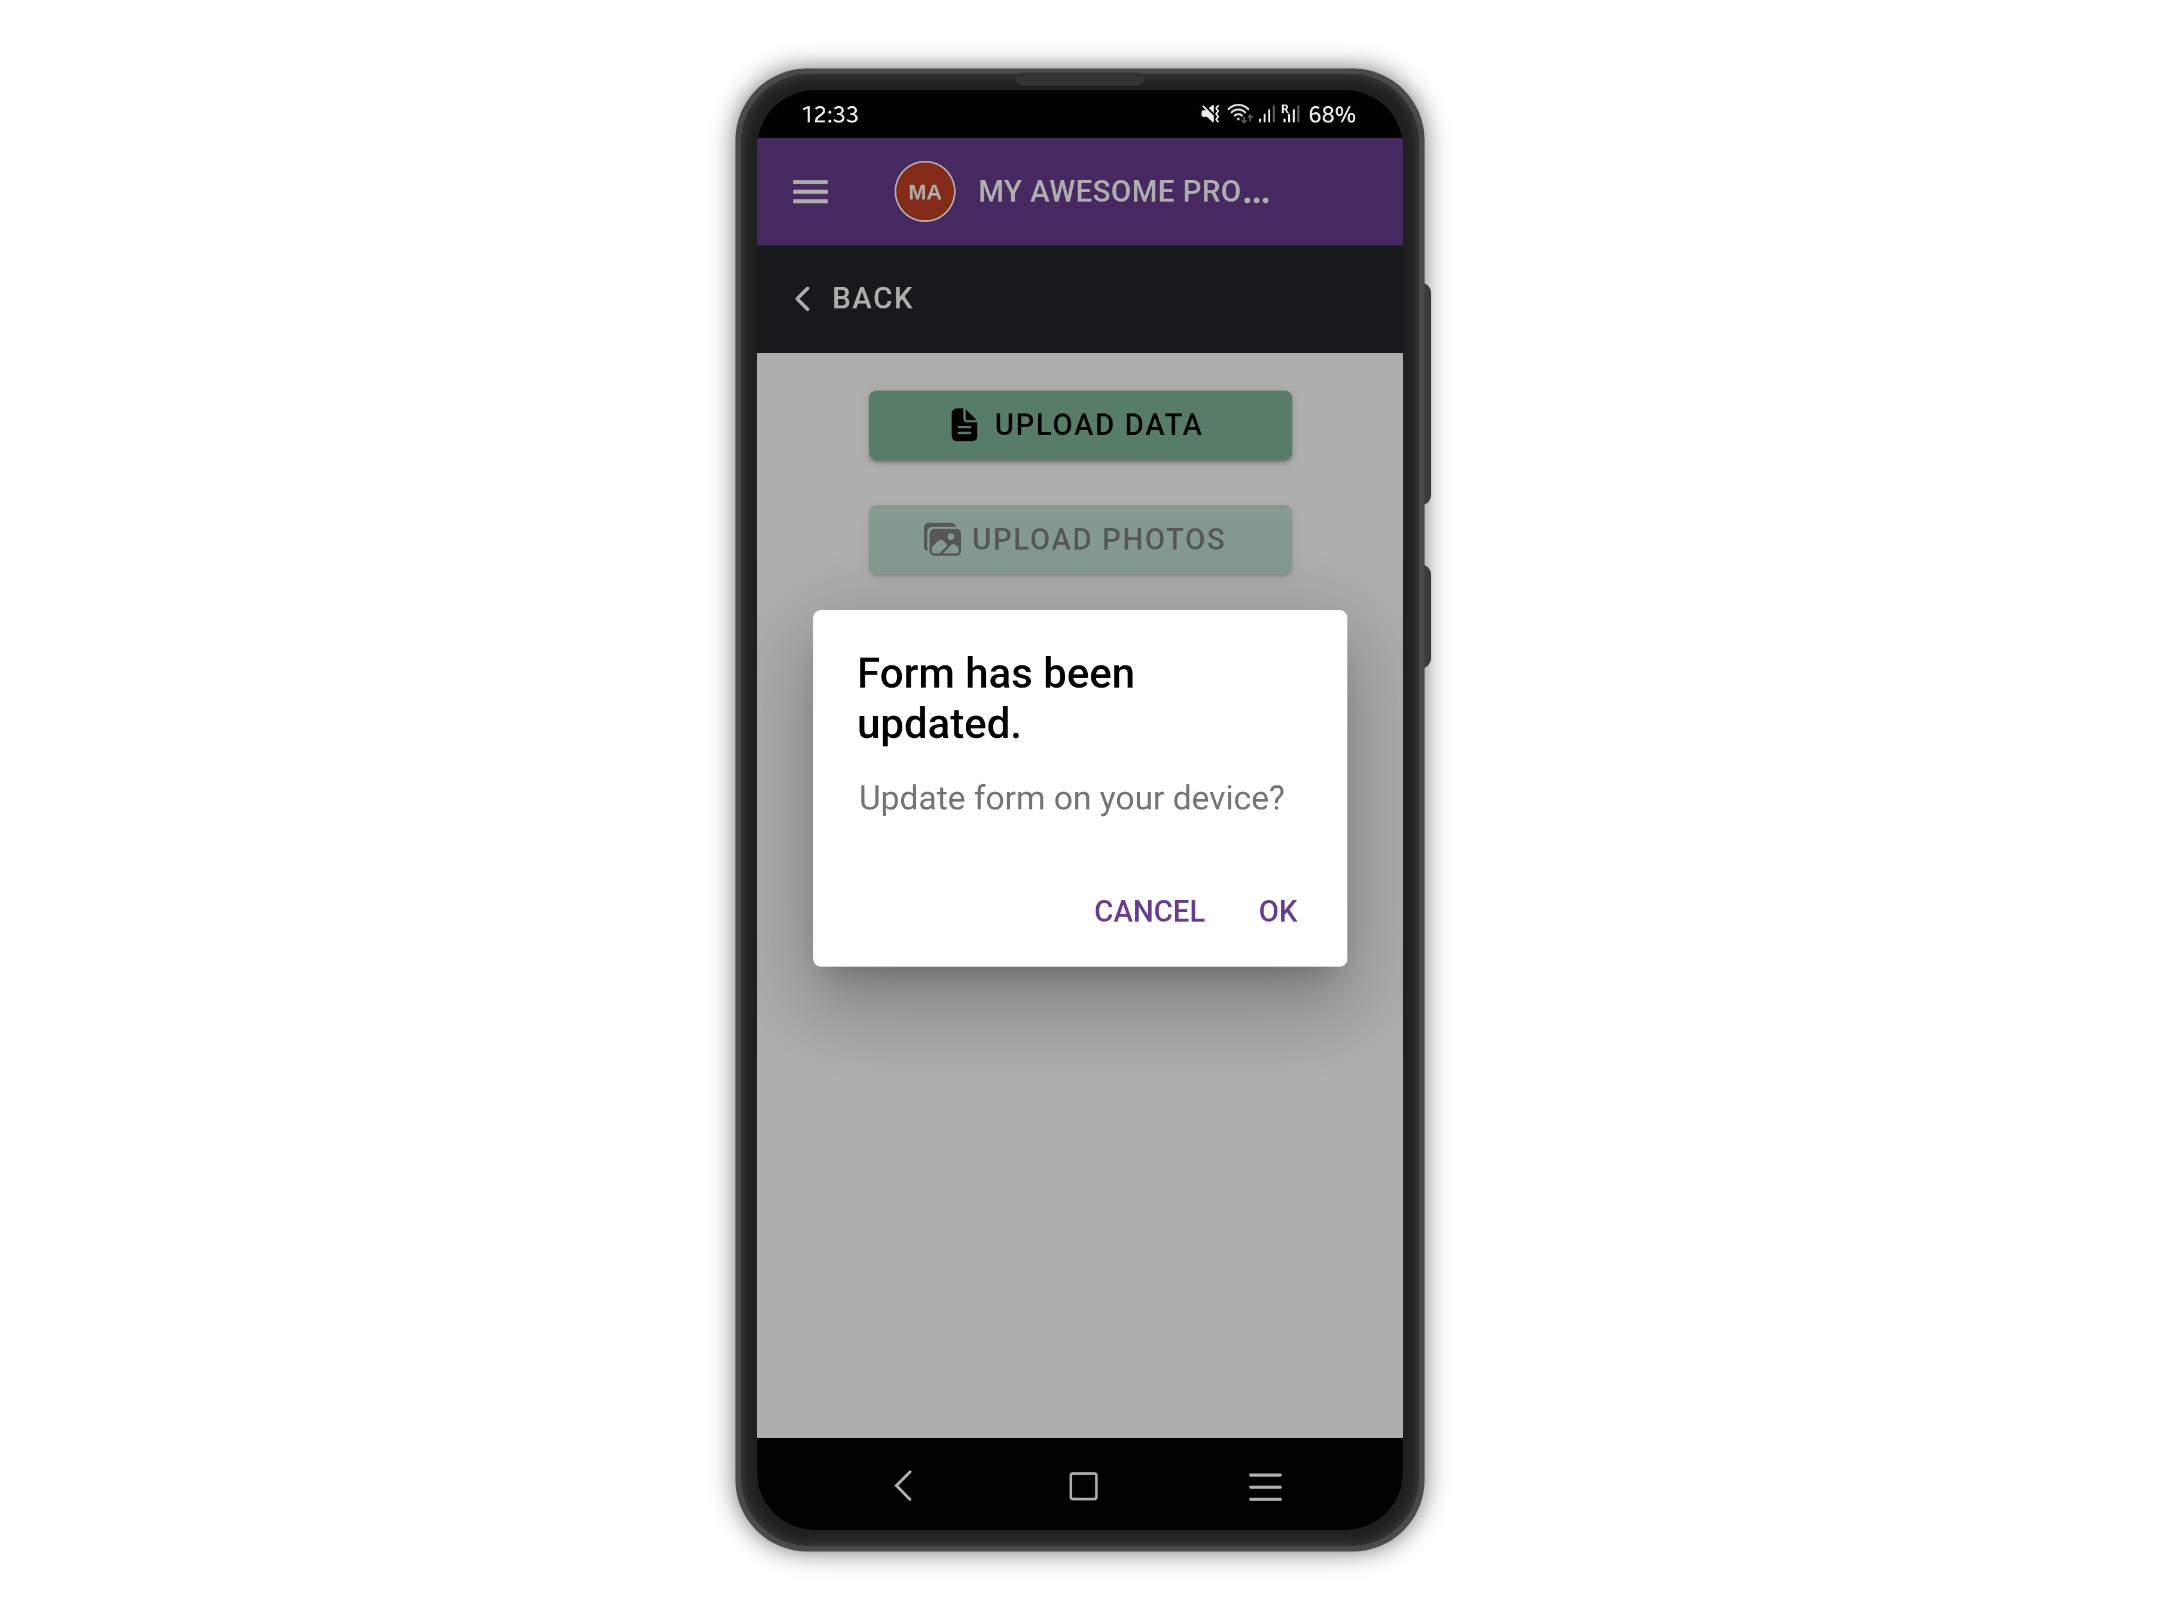 12:33
R
68%
MA
MY AWESOME PRO...
BACK
UPLOAD DATA
UPLOAD PHOTOS
Form has been
updated.
Update form on your device?
CANCEL
OK